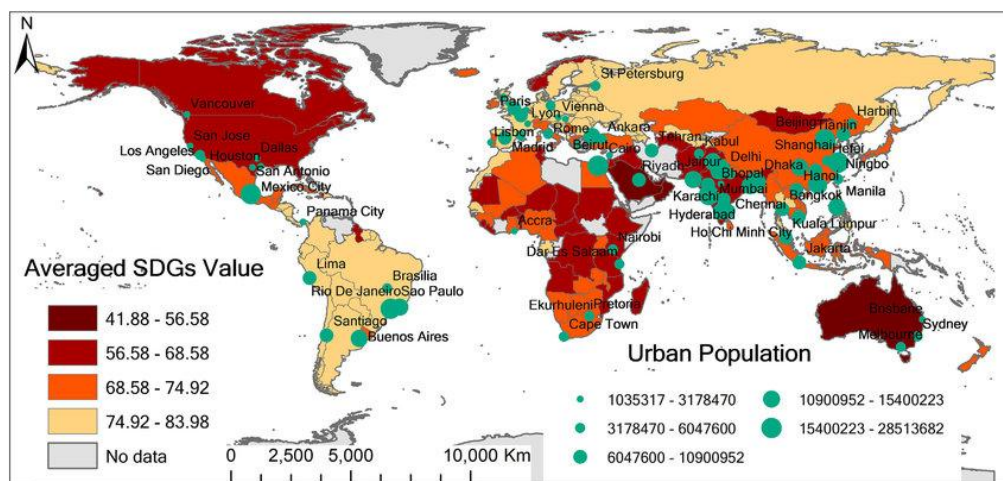 N
St Petersburg
Vancouver
Paris
Vienna
Lyon
Harbin
San Jose
Lisbon
Rome
Ankara
Tehran
Beijing
Tianjin
Los Angeles
Houston
Dallas
Madrid
Beirut
Cairo
Kabul
Shanghai
Hefei
San Diego
San Antonio
Riyadh
Jaipur
Delhi
Dhaka
Ningbo
Mexico City
Bhopal
Hanoi
Karachi
Mumbai
Bangkok
Manila
Panama City
Accra
Hyderabad
Chennai
Kuala Lumpur
Nairobi
Ho Chi Minh City
Dar Es Salaam
Jakarta
Lima
Brasilia
Rio De Janeiro
Sao Paulo
Ekurhuleni
Pretoria
Brisbane
Santiago
Cape Town
Sydney
Buenos Aires
Melbourne
Averaged SDGs Value
41.88 - 56.58
56.58 - 68.58
68.58 - 74.92
74.92 - 83.98
No data
0 2,500 5,000 10,000 Km
Urban Population
1035317 - 3178470
3178470 - 6047600
6047600 - 10900952
10900952 - 15400223
15400223 - 28513682